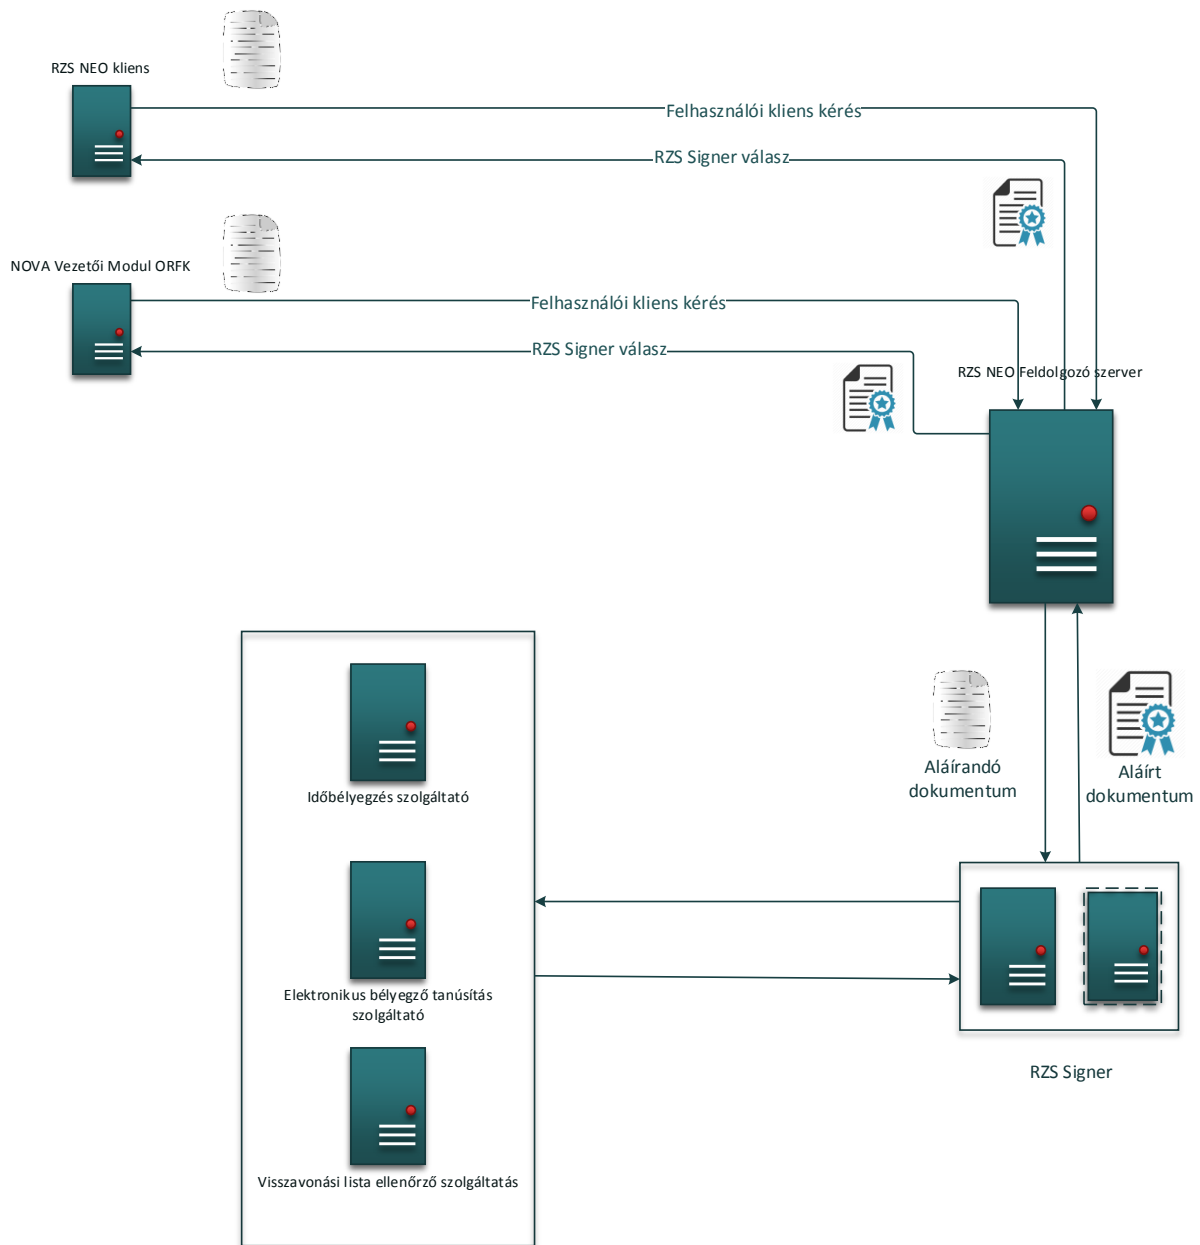 RZS NEO kliens
Felhasználói kliens kérés
RZS Signer válasz
NOVA Vezetői Modul ORFK
Felhasználói kliens kérés
RZS Signer válasz
RZS NEO Feldolgozó szerver
Aláírandó
dokumentum
Aláírt
dokumentum
Időbélyegzés szolgáltató
Elektronikus bélyegző tanúsítás
szolgáltató
RZS Signer
Visszavonási lista ellenőrző szolgáltatás